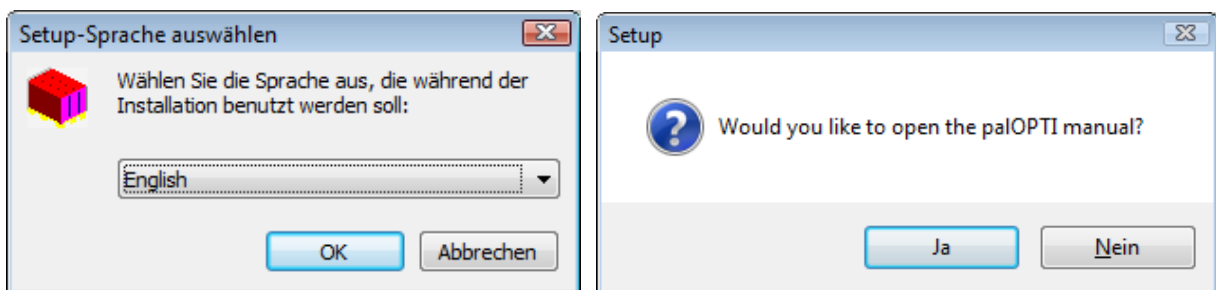 Setup-Sprache auswählen
Wählen Sie die Sprache aus, die während der
Installation benutzt werden soll:
English
OK
Abbrechen
Setup
Would you like to open the palOPTI manual?
Ja
Nein